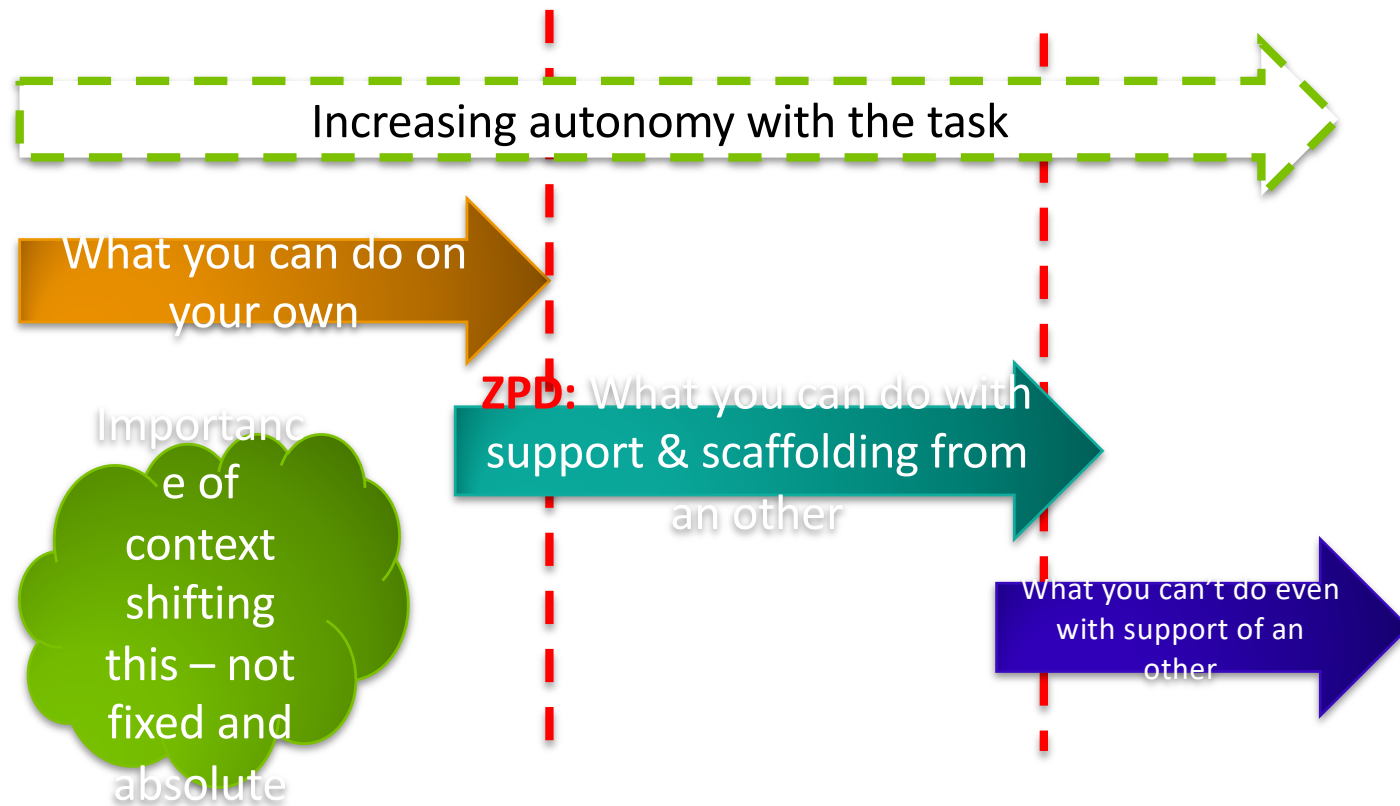 Increasing autonomy with the task
What you can do on
your own
ZPD: What you can do with
support & scaffolding from
an other
Importanc
e of
context
shifting
this – not
fixed and
absolute
What you can’t do even
with support of an
other